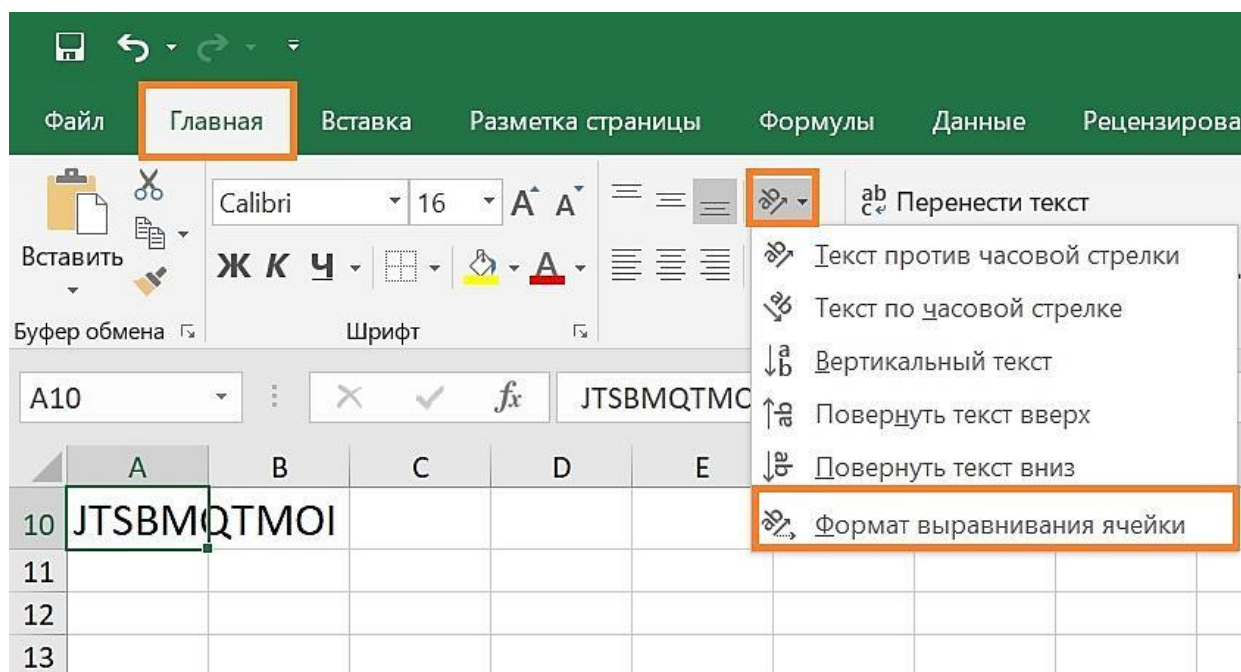 Файл Главная Вставка Разметка страницы Формулы Данные Рецензирова
Calibri 16 A A ab c Перенести текст
Вставить Ж К Ч A
Текст против часовой стрелки
Текст по часовой стрелке
Буфер обмена Шрифт
Вертикальный текст
A10 fx JTSBMQTMO
Повернуть текст вверх
A B C D E
Повернуть текст вниз
10 JTSBMQTMOI
Формат выравнивания ячейки
11
12
13